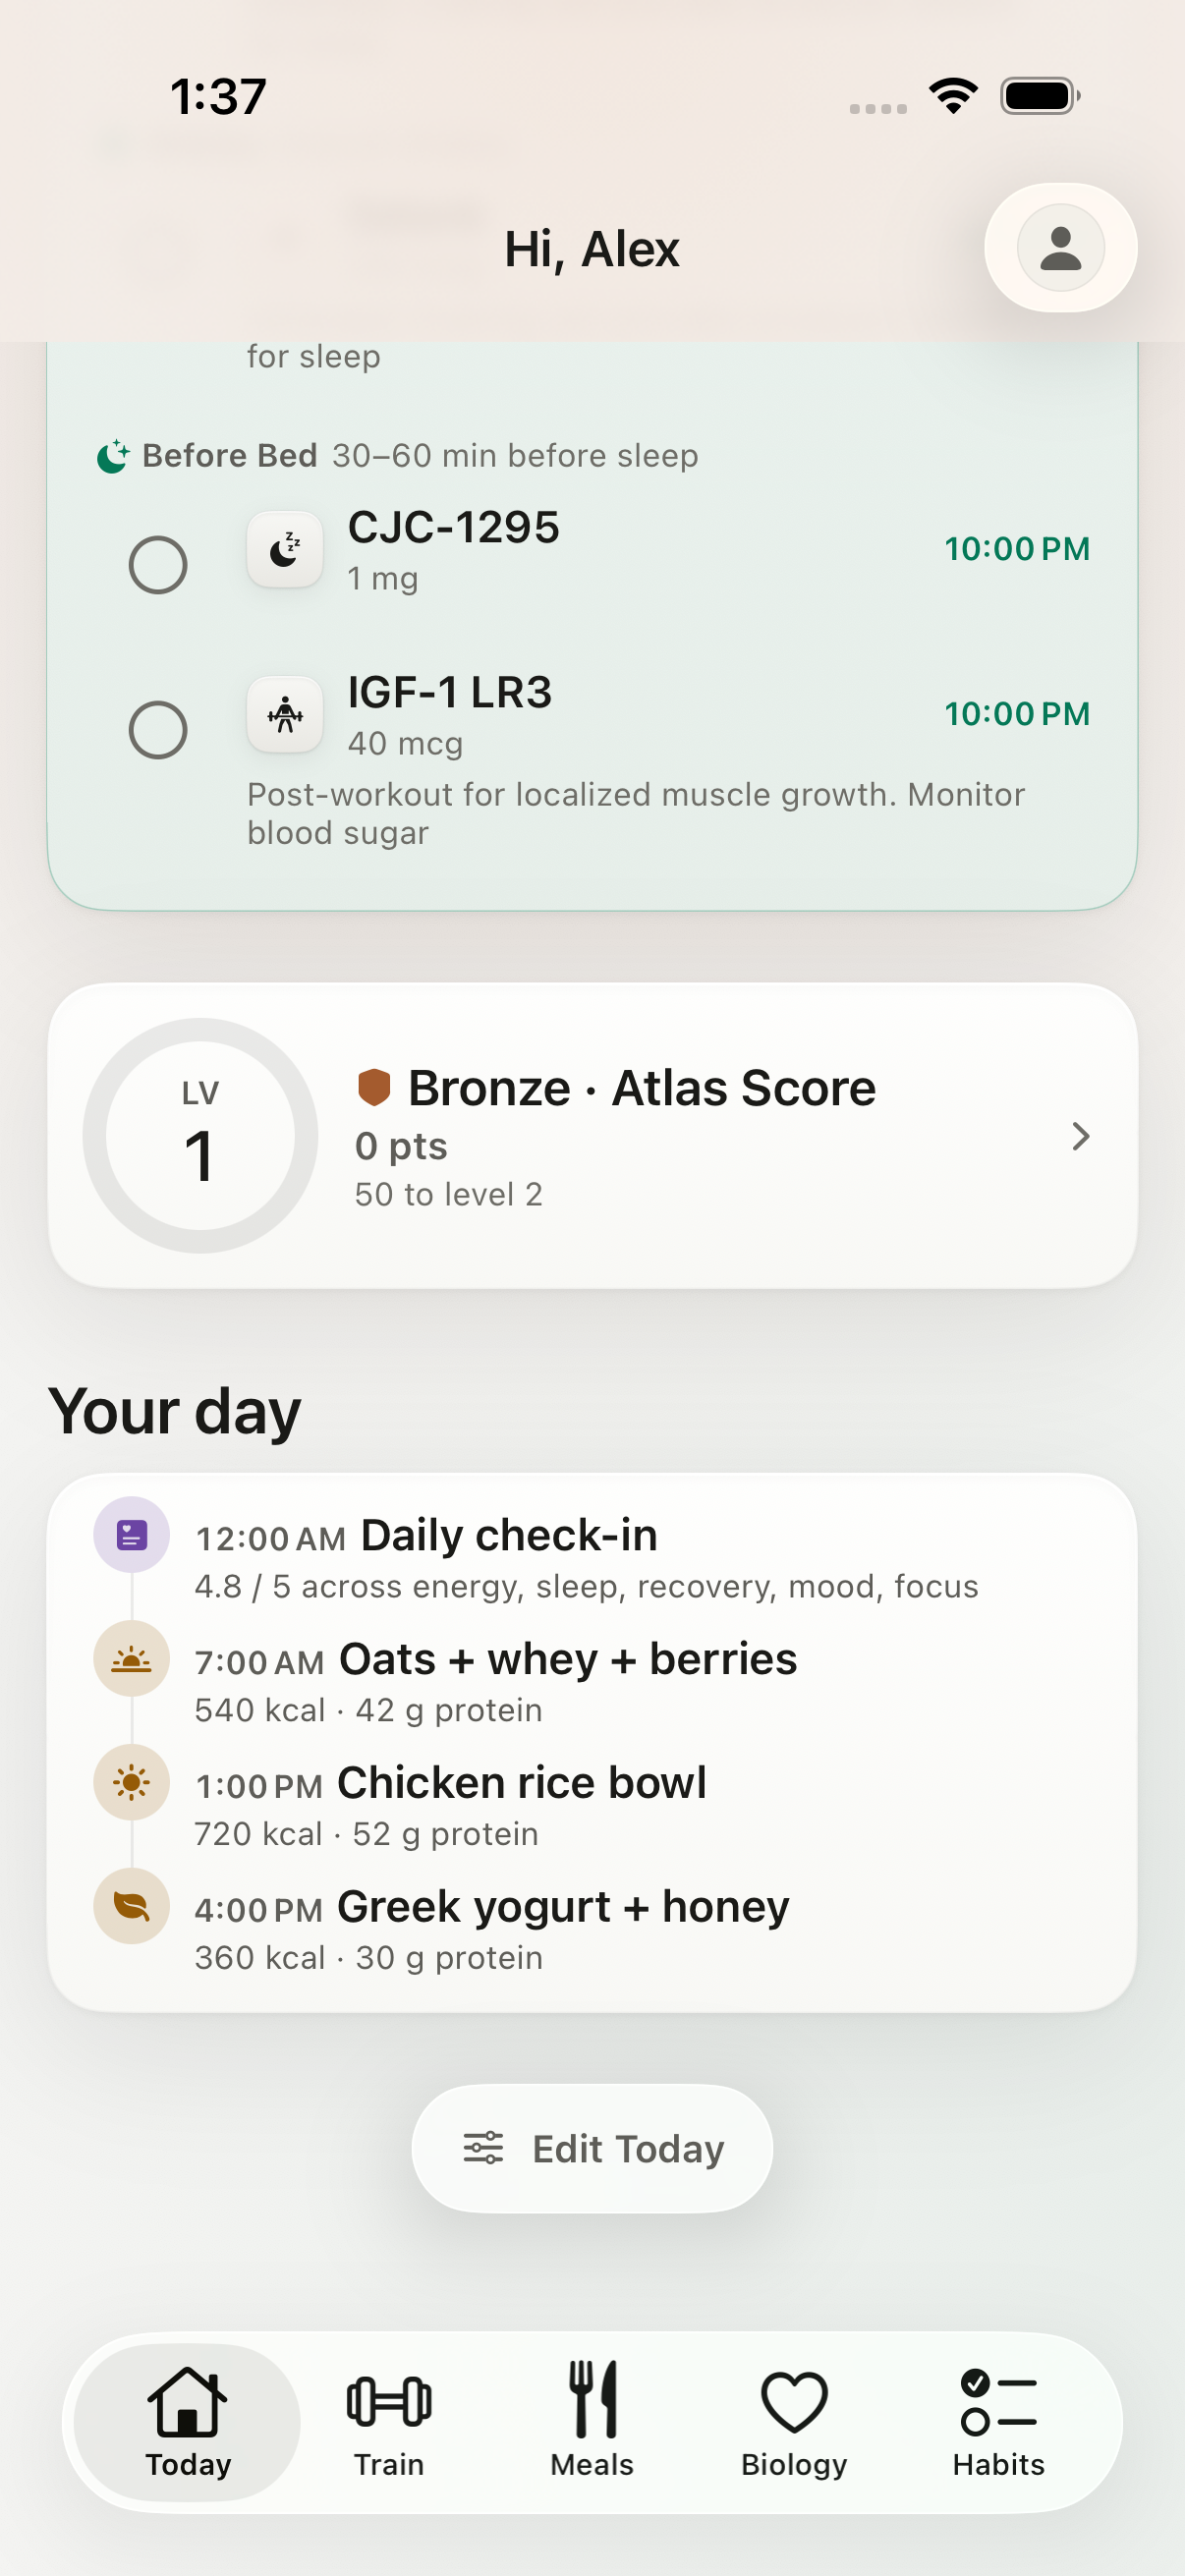 1:37
Hi, Alex
for sleep
Before Bed 30–60 min before sleep
CJC-1295
10:00 PM
1 mg
IGF-1 LR3
10:00 PM
40 mcg
Post-workout for localized muscle growth. Monitor
blood sugar
LV
1
Bronze · Atlas Score
0 pts
50 to level 2
Your day
12:00 AM Daily check-in
4.8 / 5 across energy, sleep, recovery, mood, focus
7:00 AM Oats + whey + berries
540 kcal · 42 g protein
1:00 PM Chicken rice bowl
720 kcal · 52 g protein
4:00 PM Greek yogurt + honey
360 kcal · 30 g protein
Edit Today
Today
Train
Meals
Biology
Habits